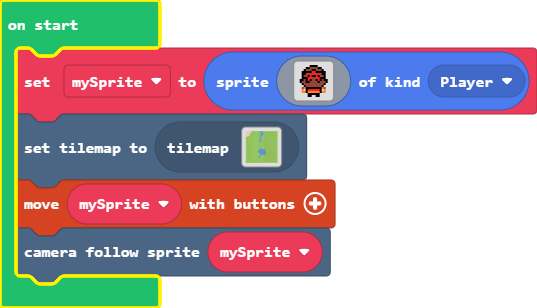 on start
set mySprite to sprite of kind Player
set tilemap to tilemap
move mySprite with buttons
camera follow sprite mySprite